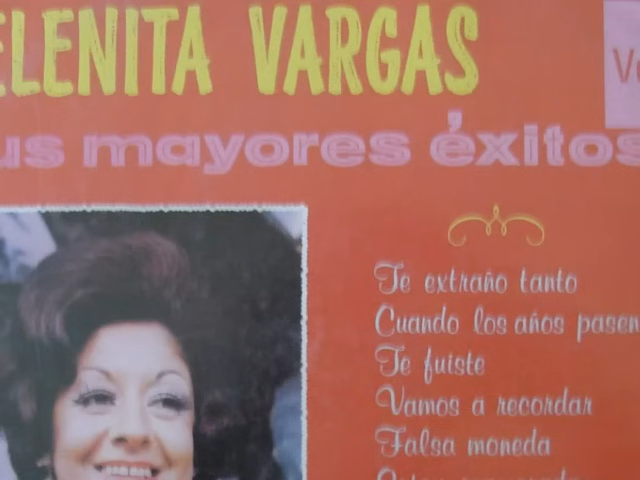 ELENITA VARGAS
us mayores éxitos
Te extraño tanto
Cuando los años pasen
Te fuiste
Vamos a recordar
Falsa moneda